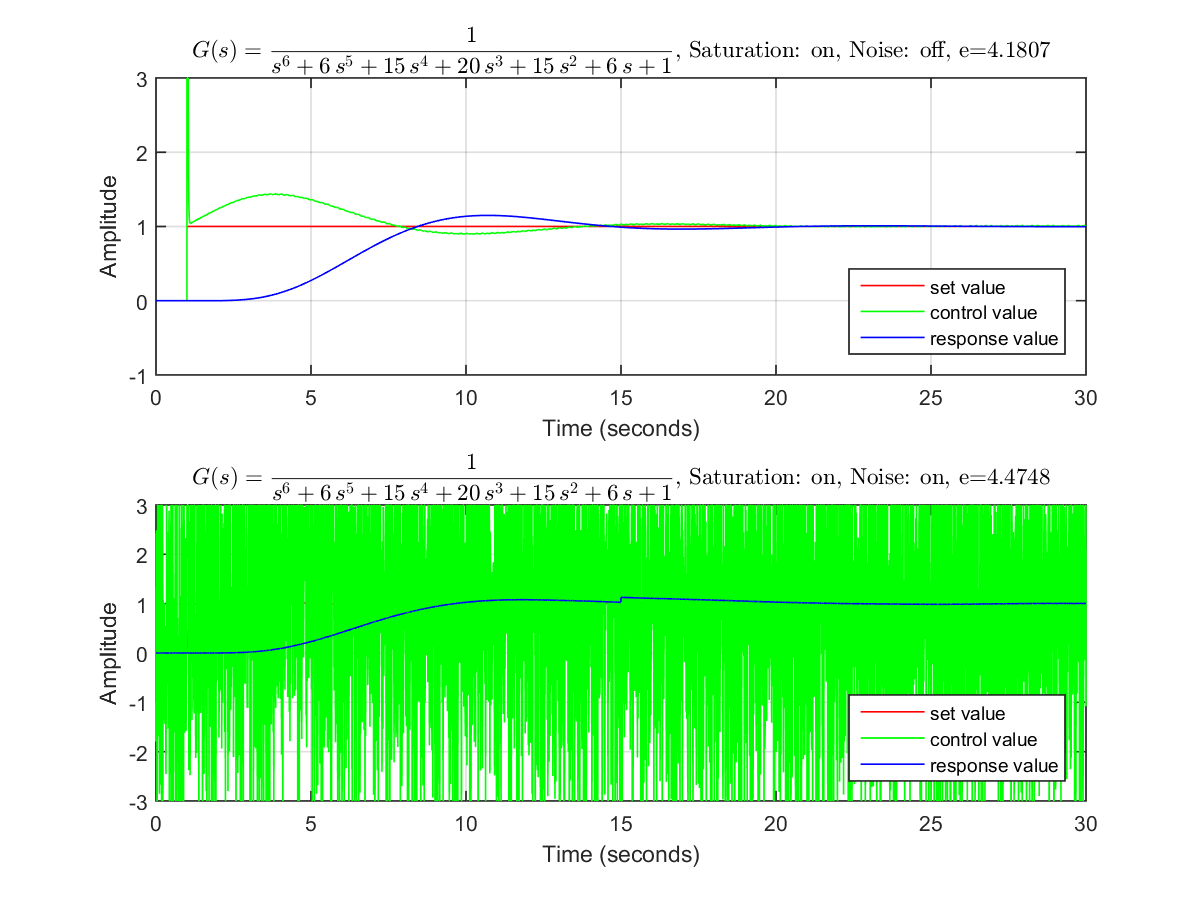 G(s) = 1 / (s^6 + 6 s^5 + 15 s^4 + 20 s^3 + 15 s^2 + 6 s + 1), Saturation: on, Noise: off, e=4.1807
3
2
1
0
-1
Amplitude
set value
control value
response value
0 5 10 15 20 25 30
Time (seconds)
G(s) = 1 / (s^6 + 6 s^5 + 15 s^4 + 20 s^3 + 15 s^2 + 6 s + 1), Saturation: on, Noise: on, e=4.4748
3
2
1
0
-1
-2
-3
Amplitude
set value
control value
response value
0 5 10 15 20 25 30
Time (seconds)